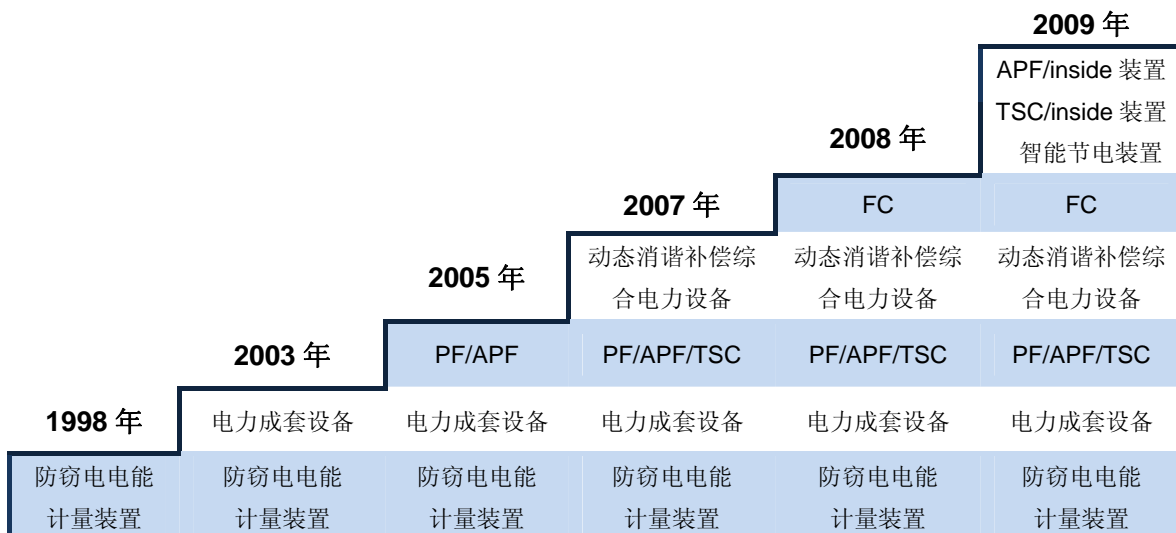 2009 年
APF/inside 装置
TSC/inside 装置
2008 年
智能节电装置
2007 年
FC
FC
动态消谐补偿综
动态消谐补偿综
动态消谐补偿综
2005 年
合电力设备
合电力设备
合电力设备
2003 年
PF/APF
PF/APF/TSC
PF/APF/TSC
PF/APF/TSC
1998 年
电力成套设备
电力成套设备
电力成套设备
电力成套设备
电力成套设备
防窃电电能
防窃电电能
防窃电电能
防窃电电能
防窃电电能
防窃电电能
计量装置
计量装置
计量装置
计量装置
计量装置
计量装置